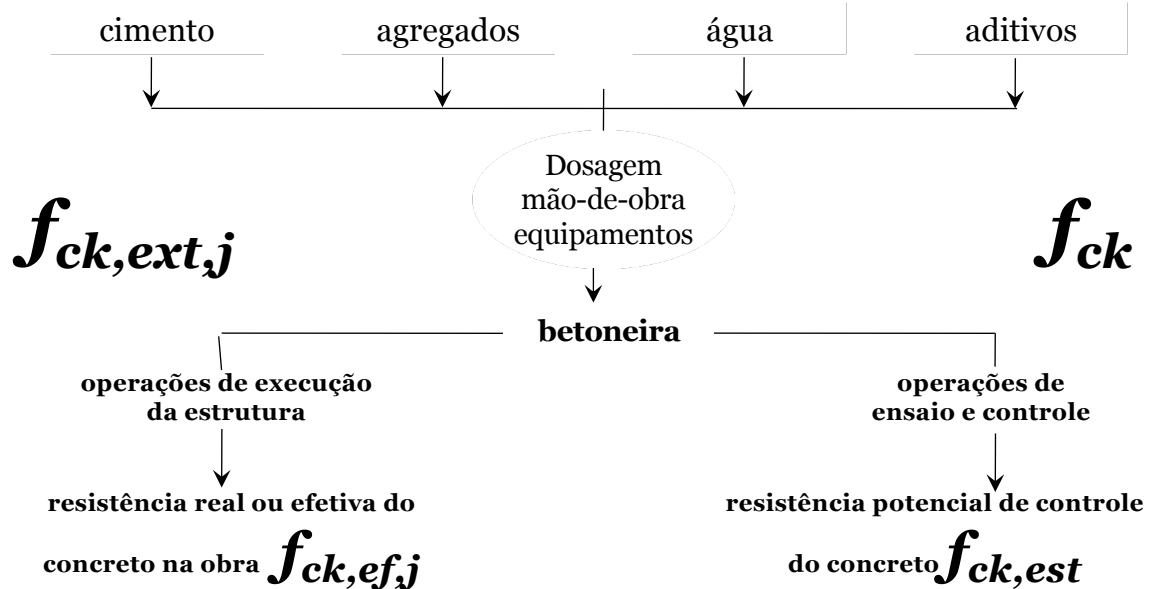 cimento
agregados
água
aditivos
Dosagem
mão-de-obra
equipamentos
fck,ext,j
fck
betoneira
operações de execução
da estrutura
operações de
ensaio e controle
resistência real ou efetiva do
concreto na obra fck,ef,j
resistência potencial de controle
do concreto fck,est